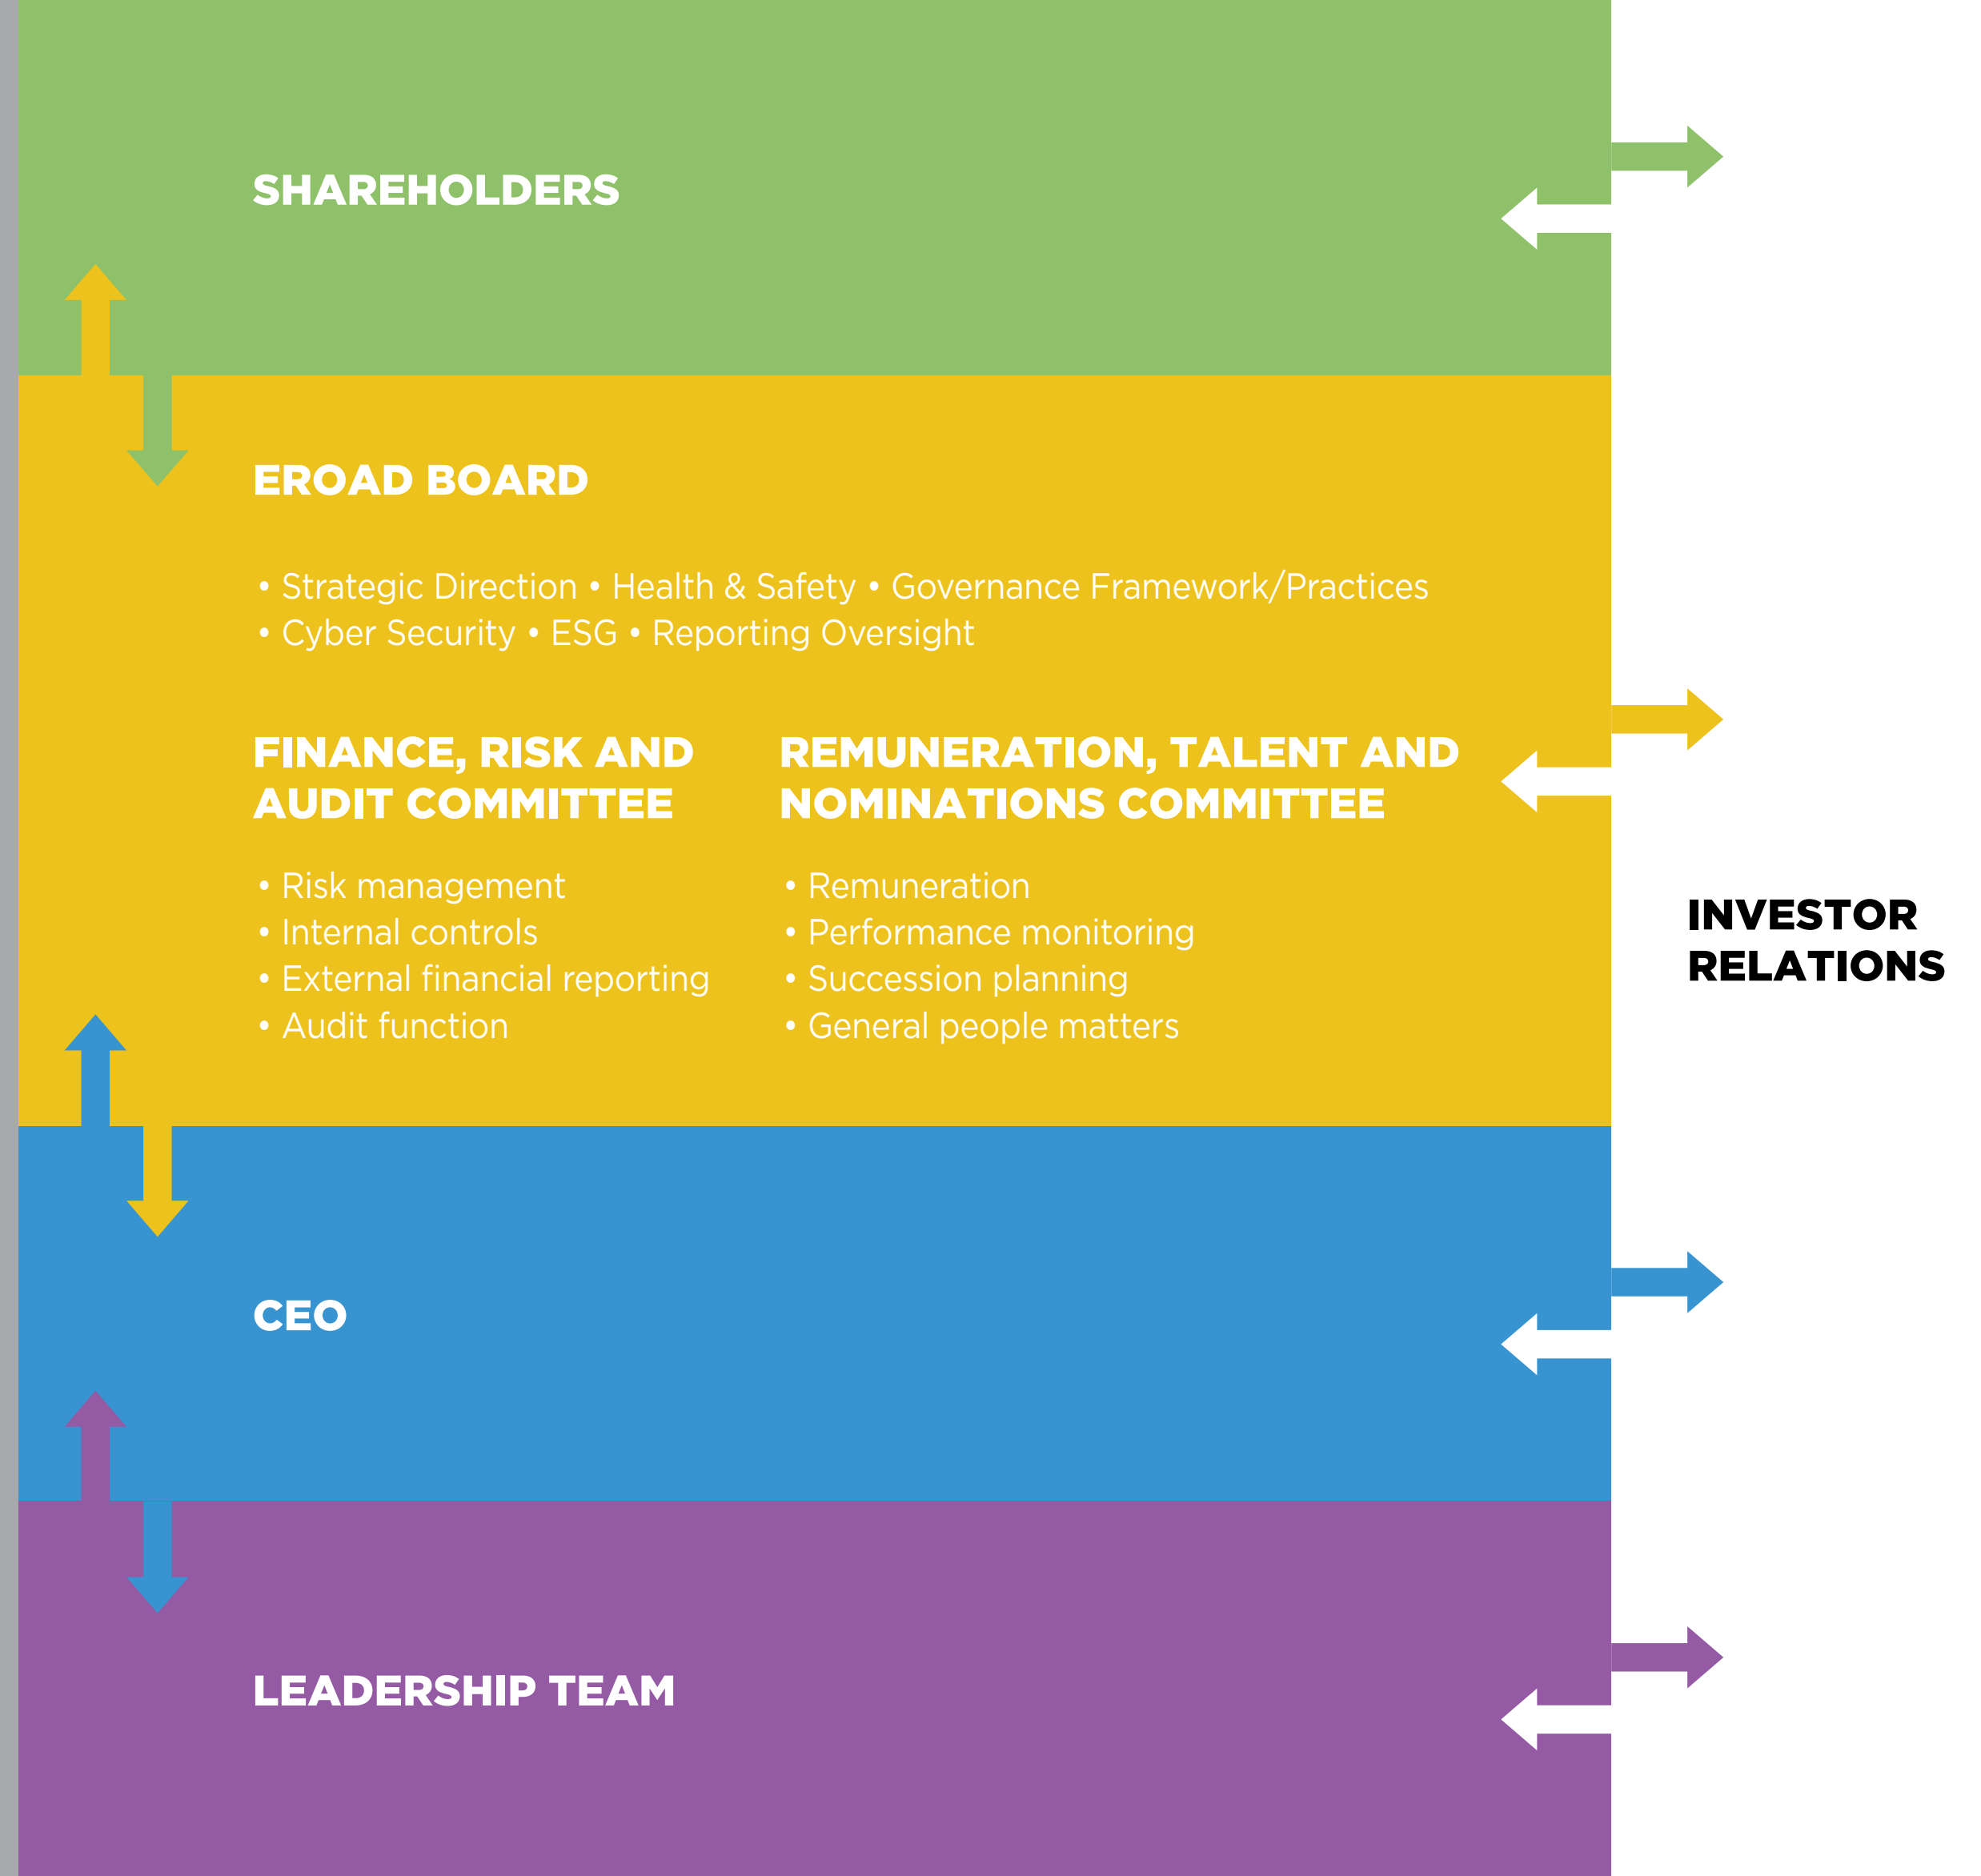 SHAREHOLDERS
EROAD BOARD
• Strategic Direction • Health & Safety • Governance Framework/Practices
• Cyber Security • ESG • Reporting Oversight
FINANCE, RISK AND
AUDIT COMMITTEE
• Risk management
• Internal controls
• External financial reporting
• Audit function
REMUNERATION, TALENT AND
NOMINATIONS COMMITTEE
• Remuneration
• Performance monitoring
• Succession planning
• General people matters
INVESTOR
RELATIONS
CEO
LEADERSHIP TEAM